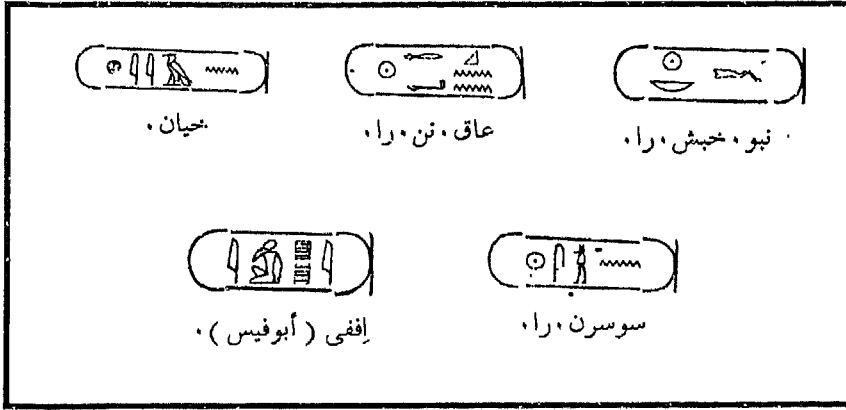 نبو ، خبش ، را ، عاق ، نن ، را ، خيان ،
سوسرن ، را ، إففى ( أبوفيس ) .